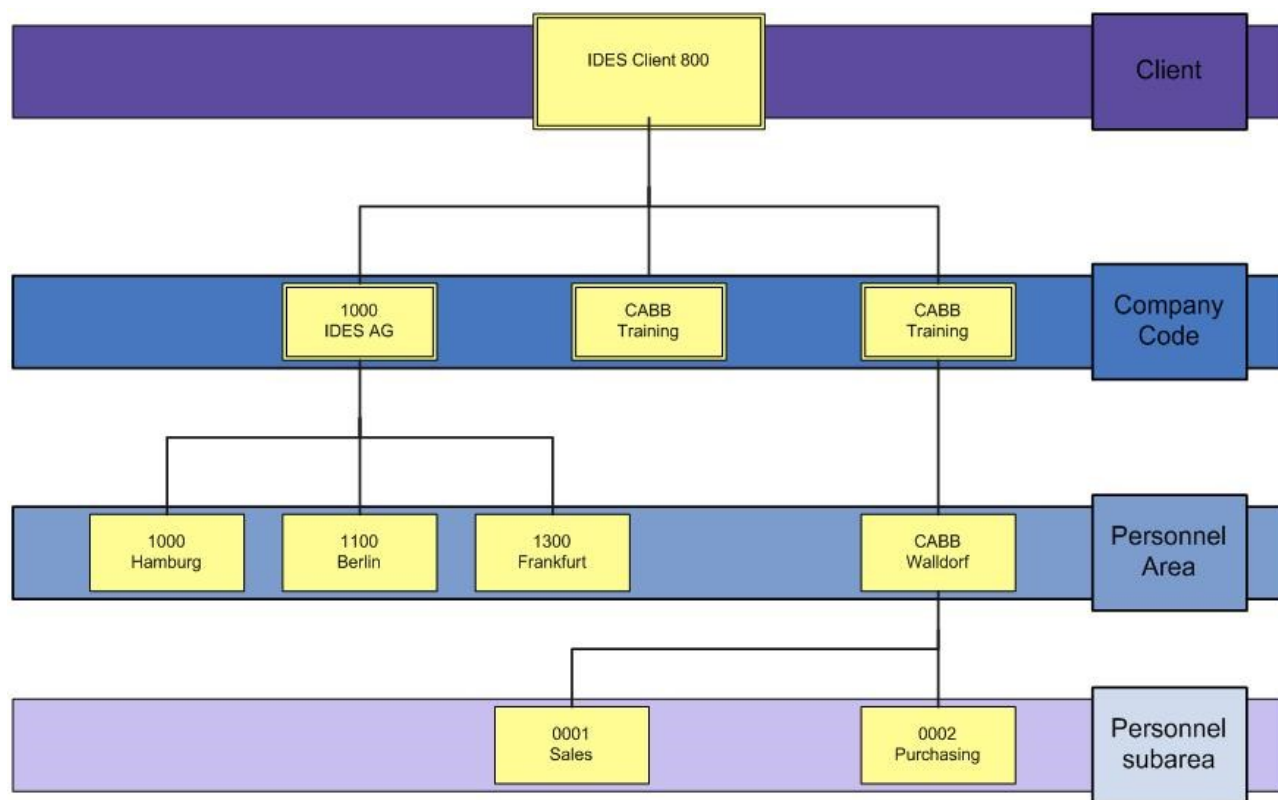 IDES Client 800
Client
1000
IDES AG
CABB
Training
CABB
Training
Company
Code
1000
Hamburg
1100
Berlin
1300
Frankfurt
CABB
Walldorf
Personnel
Area
0001
Sales
0002
Purchasing
Personnel
subarea